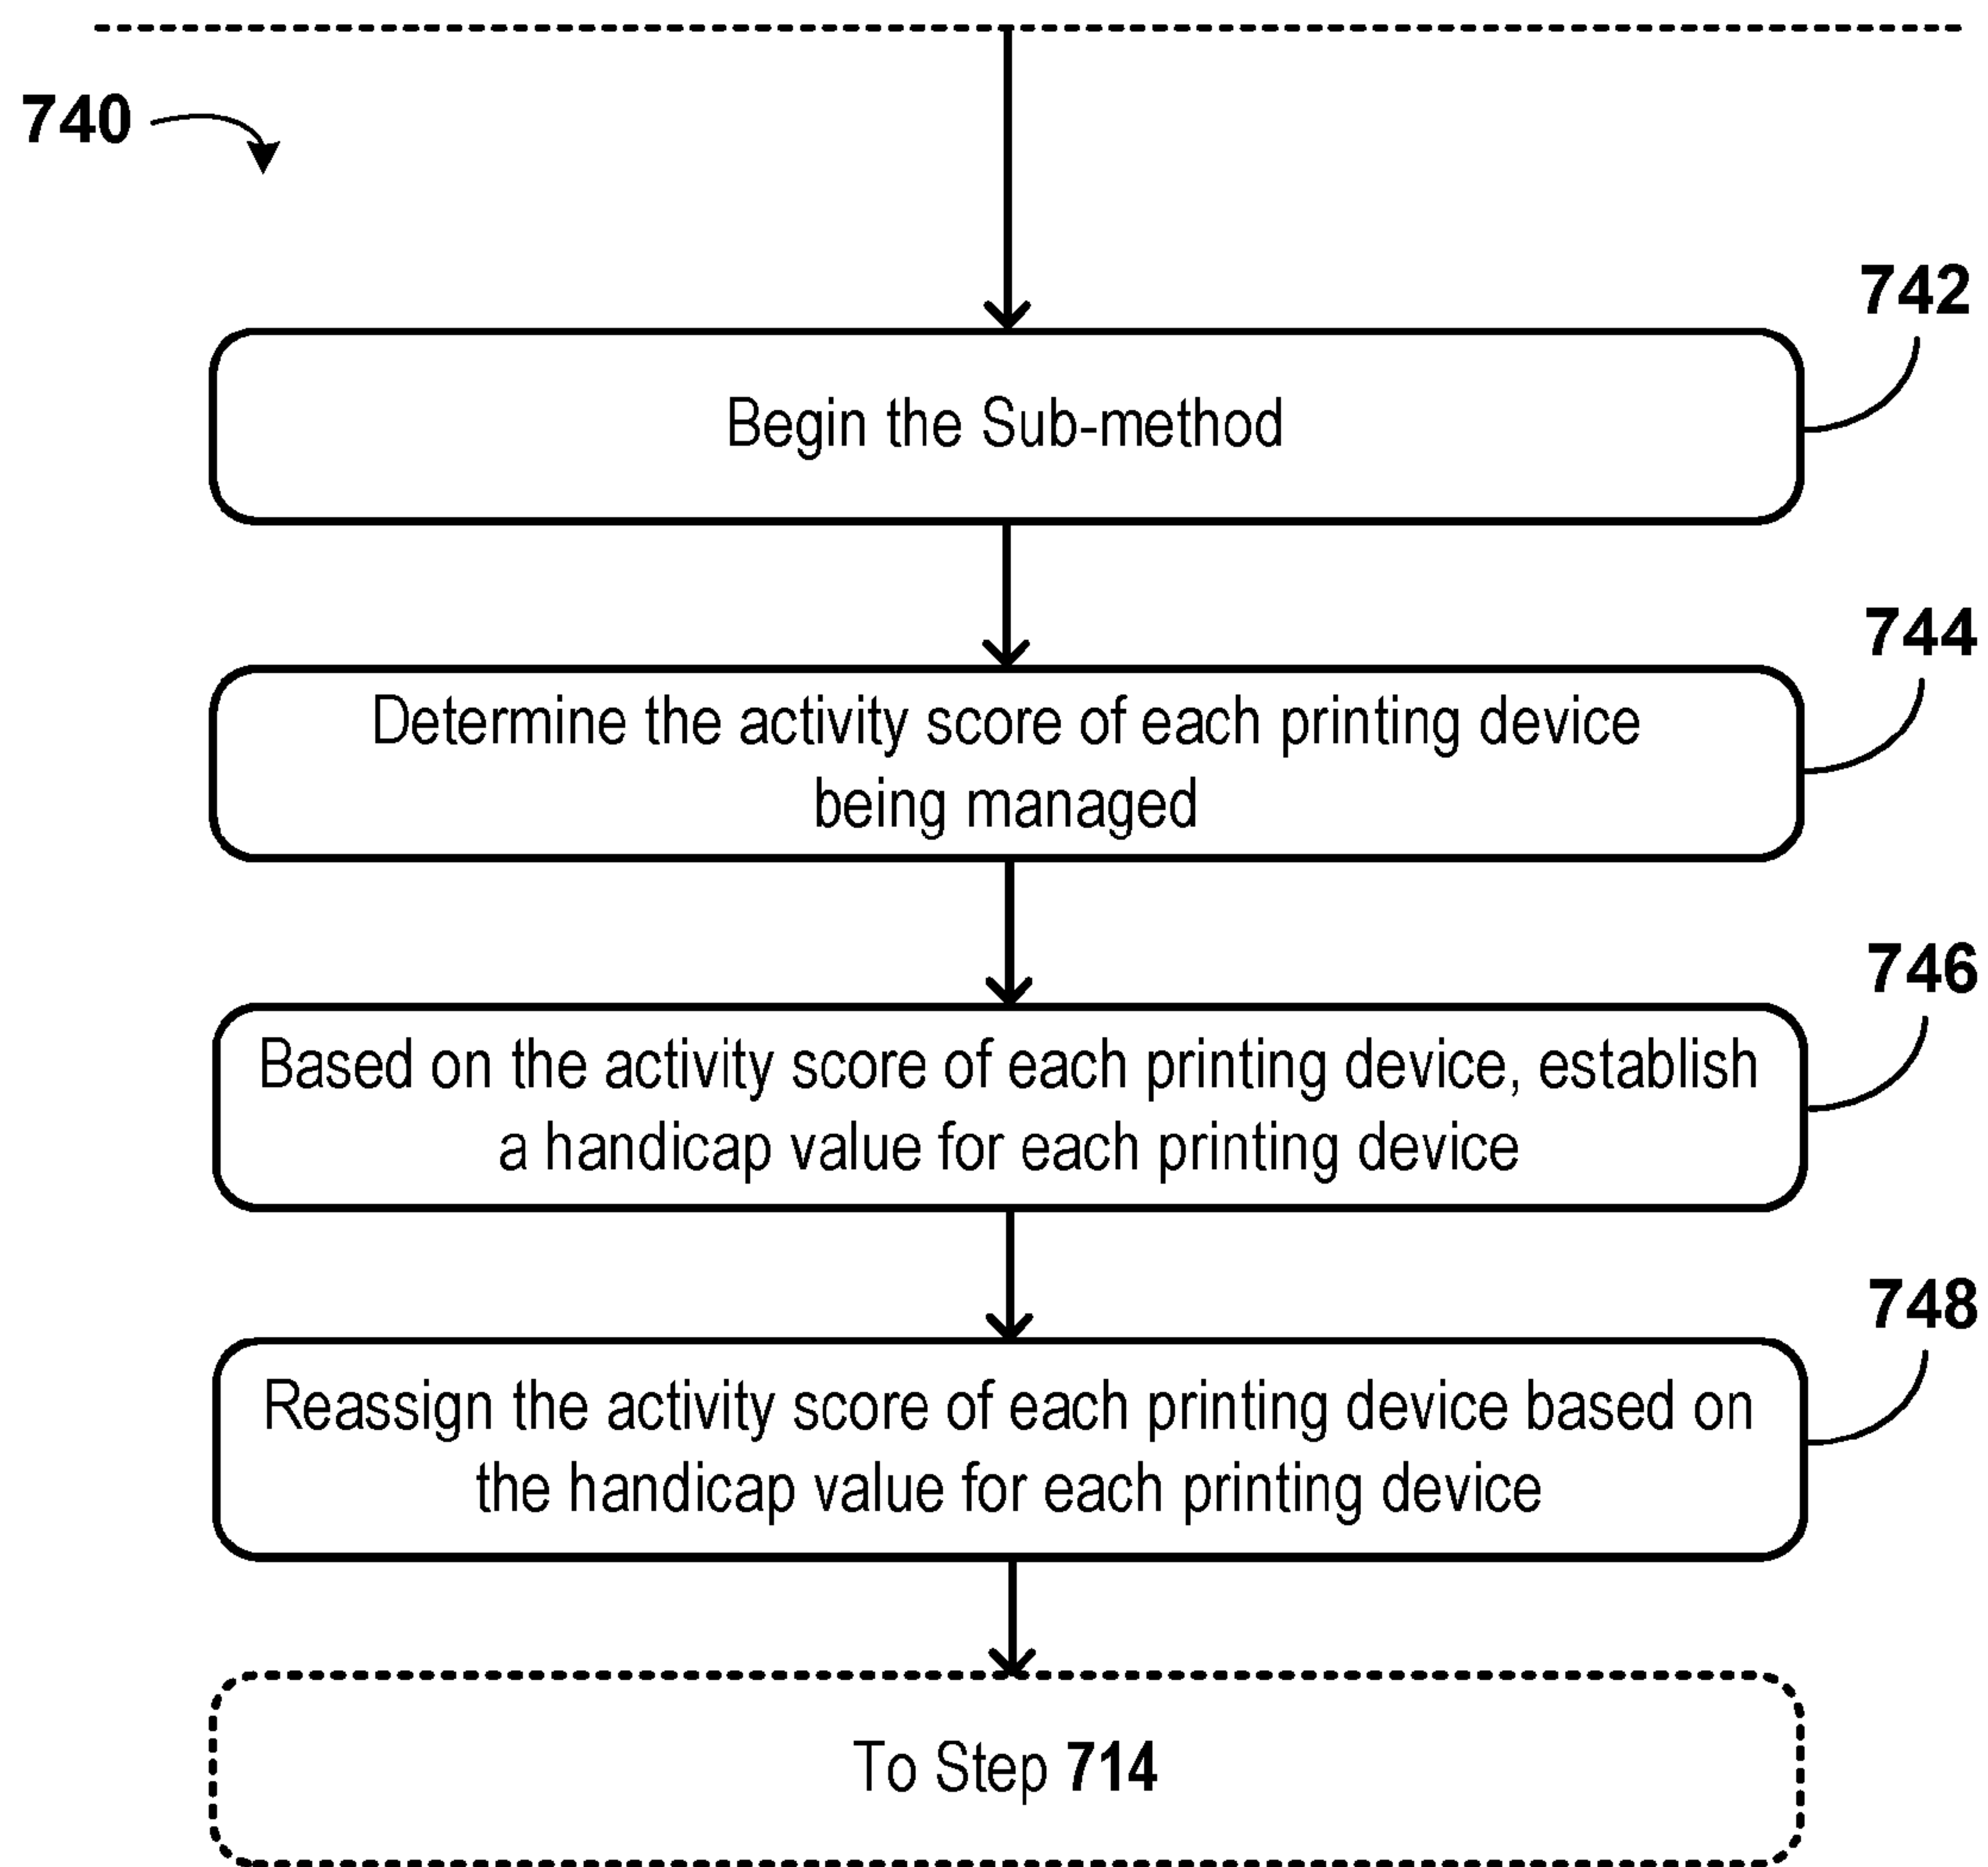 740
742
Begin the Sub-method
744
Determine the activity score of each printing device
being managed
746
Based on the activity score of each printing device, establish
a handicap value for each printing device
748
Reassign the activity score of each printing device based on
the handicap value for each printing device
To Step 714